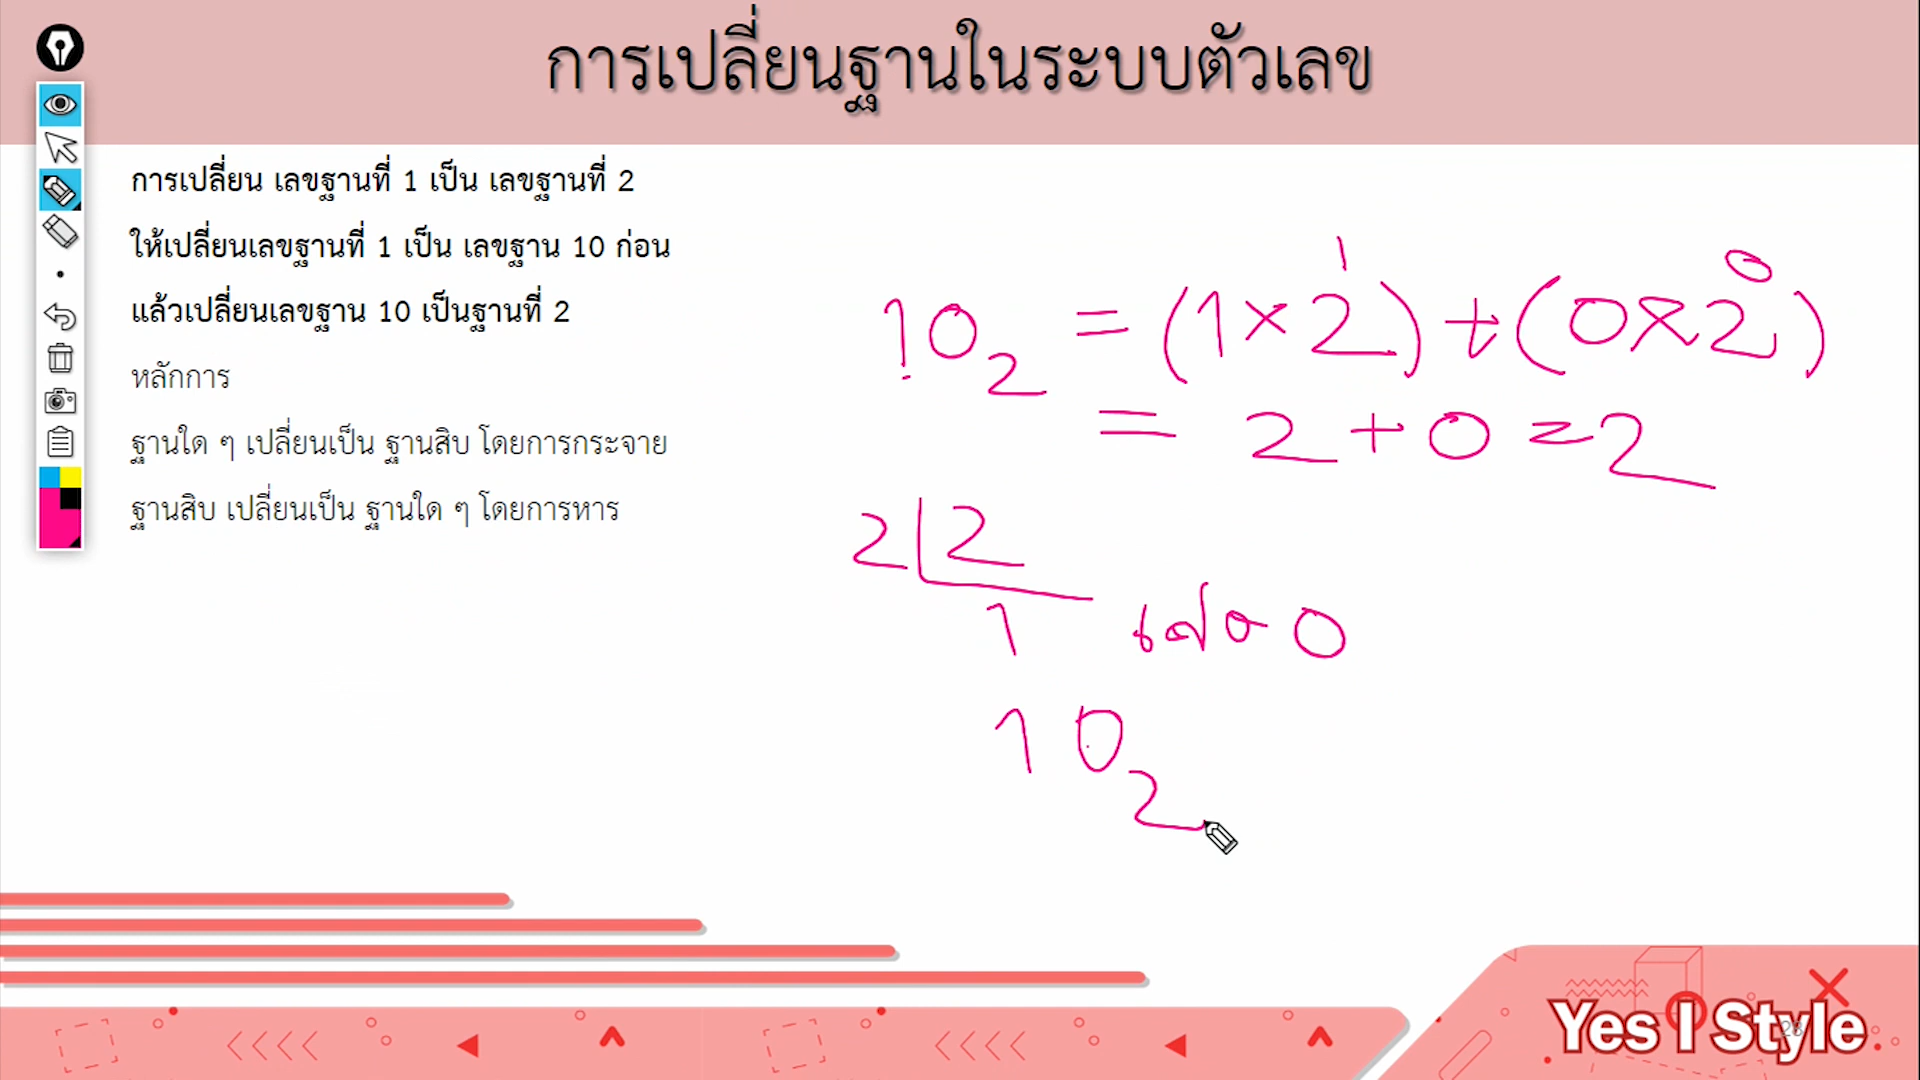 การเปลี่ยนฐานในระบบตัวเลข
การเปลี่ยน เลขฐานที่ 1 เป็น เลขฐานที่ 2
ให้เปลี่ยนเลขฐานที่ 1 เป็น เลขฐาน 10 ก่อน
แล้วเปลี่ยนเลขฐาน 10 เป็นฐานที่ 2
หลักการ
ฐานใด ๆ เปลี่ยนเป็น ฐานสิบ โดยการกระจาย
ฐานสิบ เปลี่ยนเป็น ฐานใด ๆ โดยการหาร
10₂ = (1×2¹)+(0×2⁰)
= 2+0=2
2 2
1 เศษ 0
10₂
Yes I Style
28